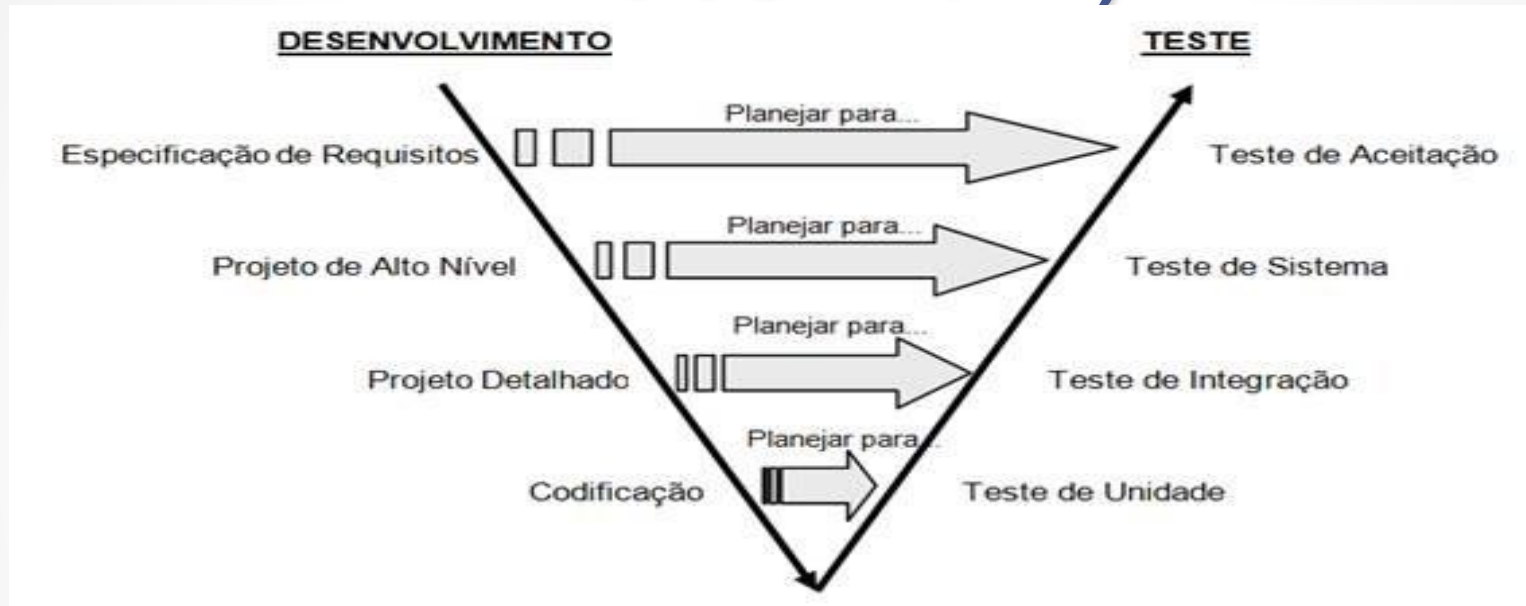 DESENVOLVIMENTO
TESTE
Planejar para...
Especificação de Requisitos
Teste de Aceitação
Planejar para...
Projeto de Alto Nível
Teste de Sistema
Planejar para...
Projeto Detalhado
Teste de Integração
Planejar para...
Codificação
Teste de Unidade